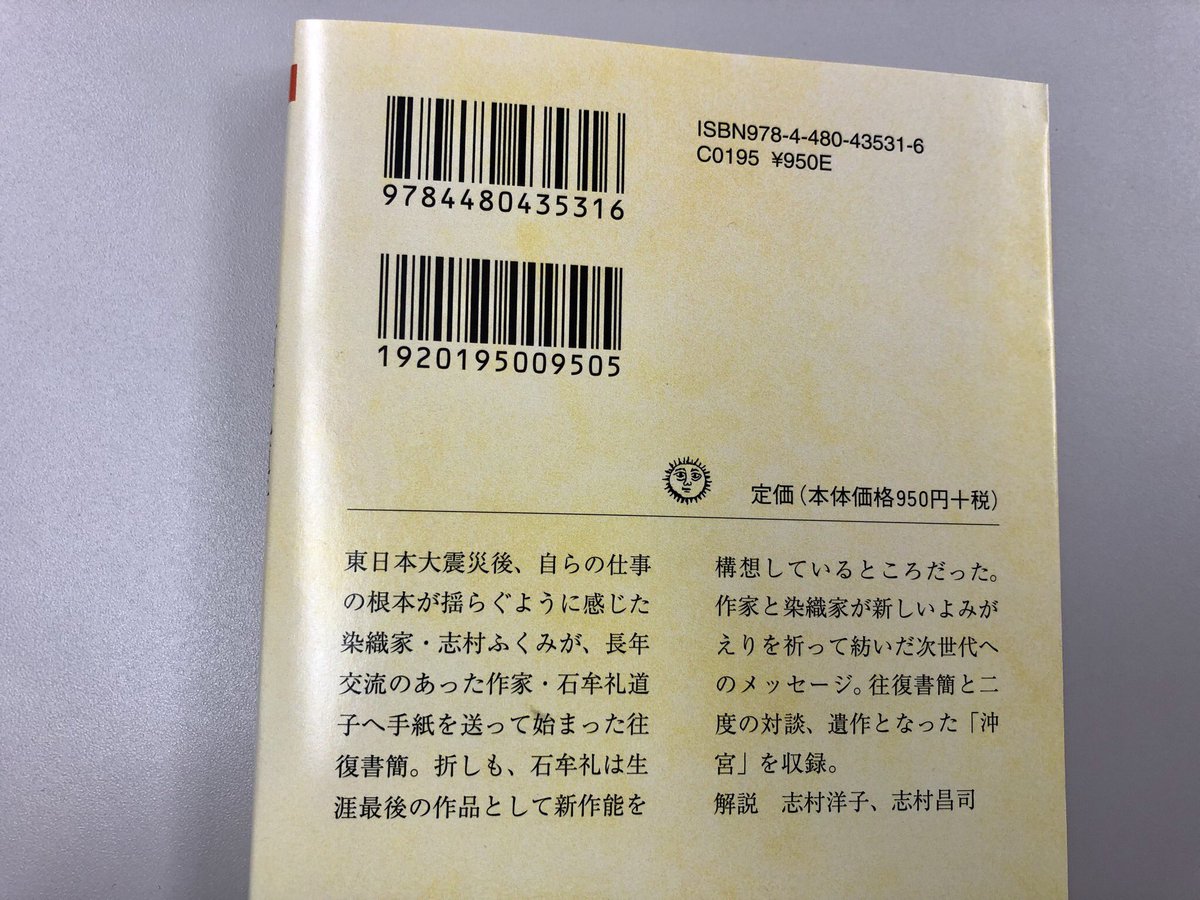 9784480435316
ISBN978-4-480-43531-6
C0195 ¥950E
1920195009505
定価(本体価格950円+税)
東日本大震災後、自らの仕事
の根本が揺らぐように感じた
染織家・志村ふくみが、長年
交流のあった作家・石牟礼道
子へ手紙を送って始まった往
復書簡。折しも、石牟礼は生
涯最後の作品として新作能を
構想しているところだった。
作家と染織家が新しいよみが
えりを祈って紡いだ次世代へ
のメッセージ。往復書簡と二
度の対談、遺作となった「沖
宮」を収録。
解説 志村洋子、志村昌司